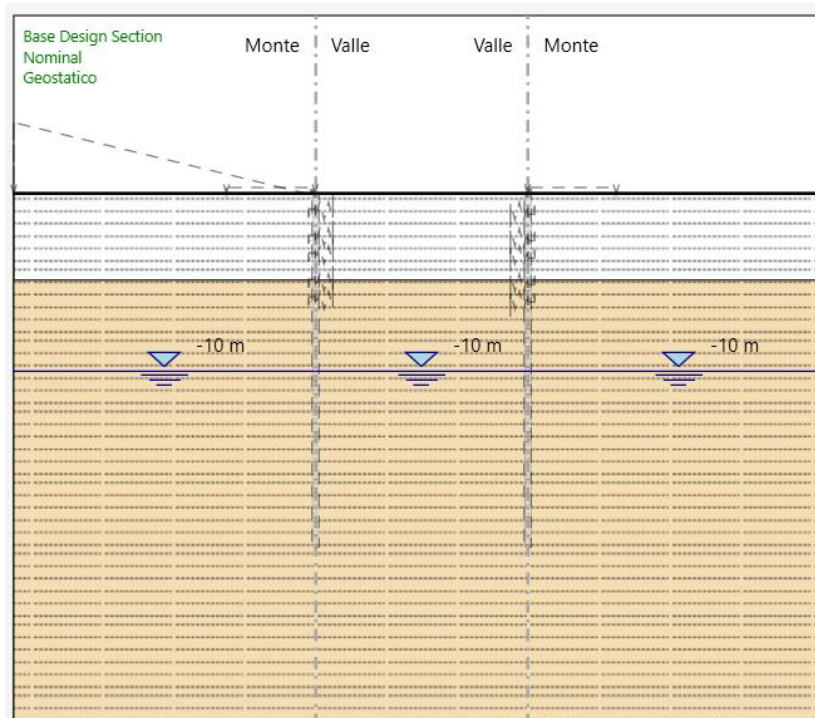 Base Design Section
Nominal
Geostatico
Monte Valle Valle Monte
-10 m -10 m -10 m